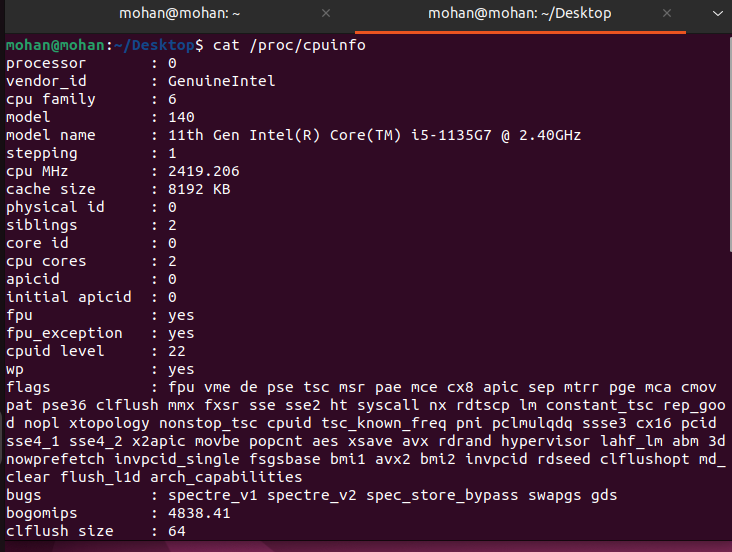 mohan@mohan: ~ mohan@mohan: ~/Desktop
mohan@mohan:~/Desktop$ cat /proc/cpuinfo
processor : 0
vendor_id : GenuineIntel
cpu family : 6
model : 140
model name : 11th Gen Intel(R) Core(TM) i5-1135G7 @ 2.40GHz
stepping : 1
cpu MHz : 2419.206
cache size : 8192 KB
physical id : 0
siblings : 2
core id : 0
cpu cores : 2
apicid : 0
initial apicid : 0
fpu : yes
fpu_exception : yes
cpuid level : 22
wp : yes
flags : fpu vme de pse tsc msr pae mce cx8 apic sep mtrr pge mca cmov
pat pse36 clflush mmx fxsr sse sse2 ht syscall nx rdtscp lm constant_tsc rep_goo
d nopl xtopology nonstop_tsc cpuid tsc_known_freq pni pclmulqdq ssse3 cx16 pcid
sse4_1 sse4_2 x2apic movbe popcnt aes xsave avx rdrand hypervisor lahf_lm abm 3d
nowprefetch invpcid_single fsgsbase bmi1 avx2 bmi2 invpcid rdseed clflushopt md_
clear flush_l1d arch_capabilities
bugs : spectre_v1 spectre_v2 spec_store_bypass swapgs gds
bogomips : 4838.41
clflush size : 64